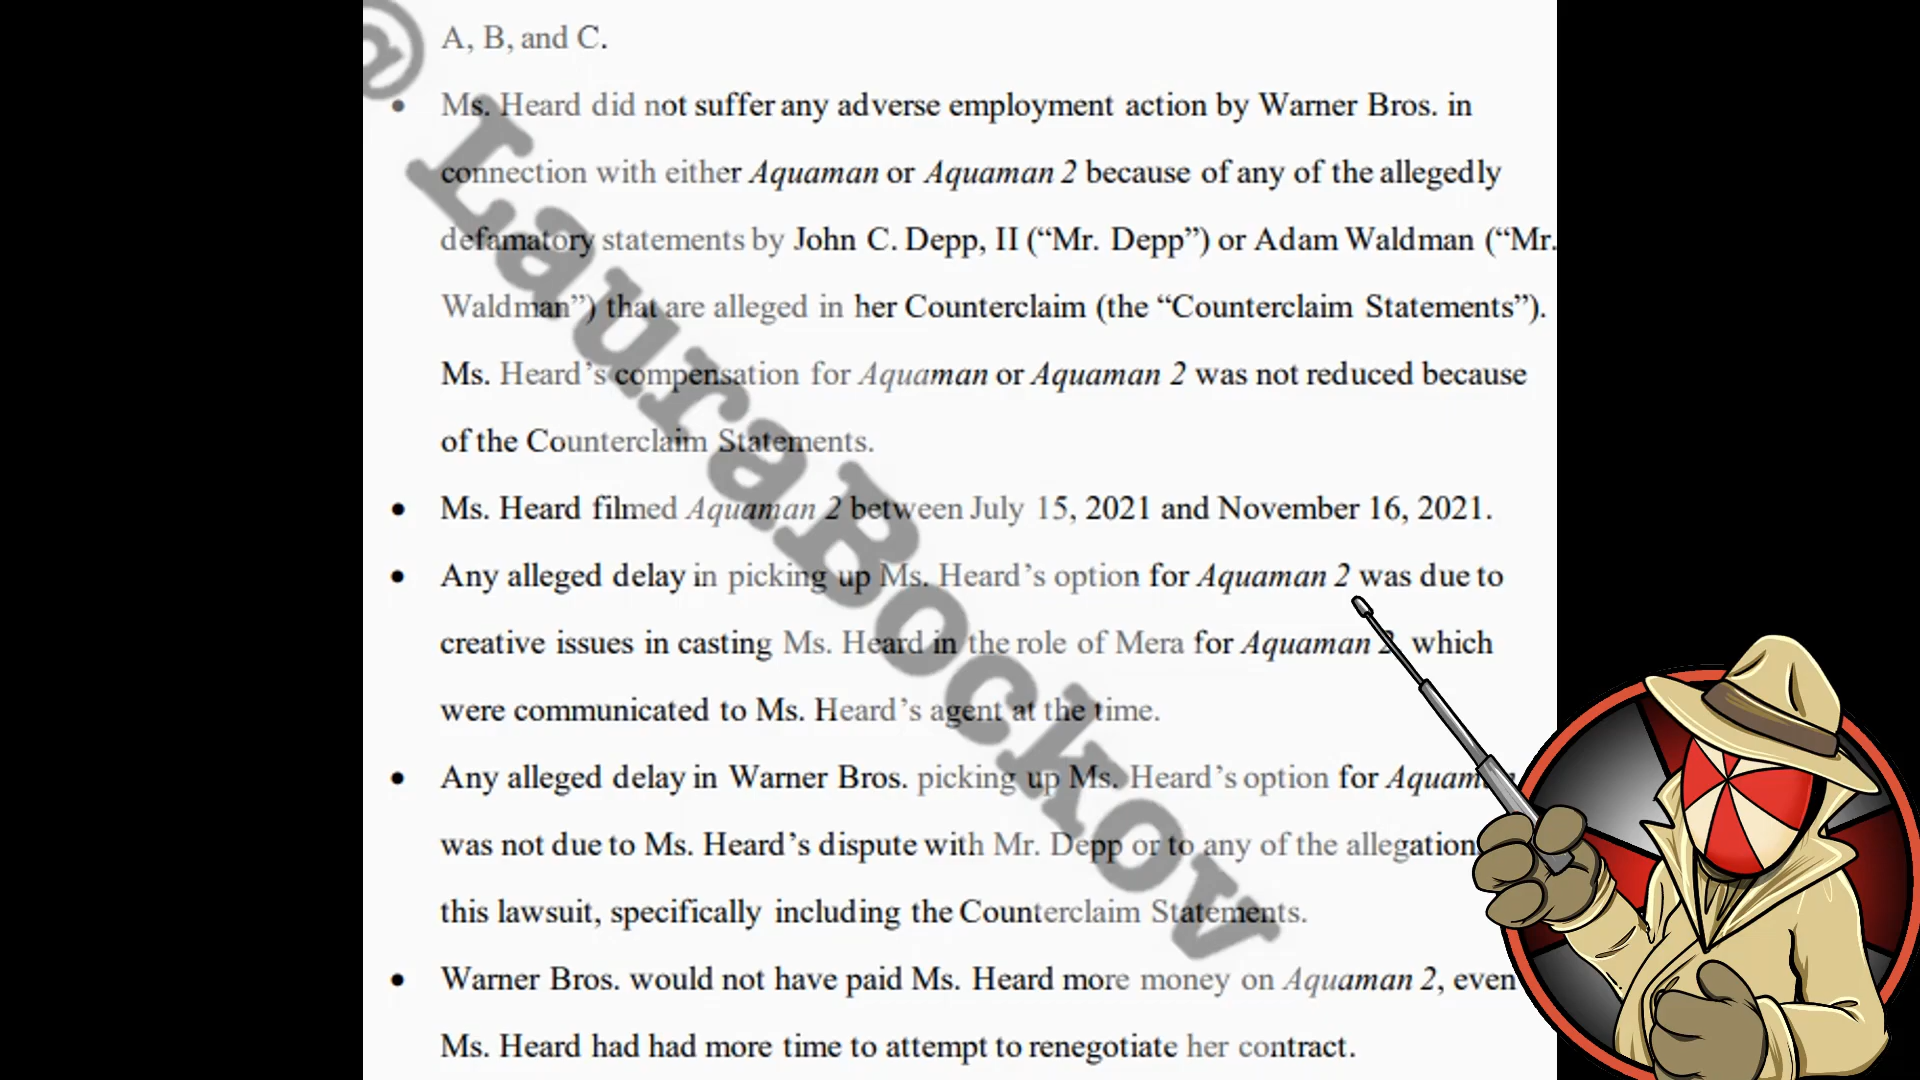 A, B, and C.
• Ms. Heard did not suffer any adverse employment action by Warner Bros. in
connection with either Aquaman or Aquaman 2 because of any of the allegedly
defamatory statements by John C. Depp, II (“Mr. Depp”) or Adam Waldman (“Mr.
Waldman”) that are alleged in her Counterclaim (the “Counterclaim Statements”).
Ms. Heard’s compensation for Aquaman or Aquaman 2 was not reduced because
of the Counterclaim Statements.
• Ms. Heard filmed Aquaman 2 between July 15, 2021 and November 16, 2021.
• Any alleged delay in picking up Ms. Heard’s option for Aquaman 2 was due to
creative issues in casting Ms. Heard in the role of Mera for Aquaman 2, which
were communicated to Ms. Heard’s agent at the time.
• Any alleged delay in Warner Bros. picking up Ms. Heard’s option for
was not due to Ms. Heard’s dispute with Mr. Depp or to any of the
this lawsuit, specifically including the Counterclaim Statements.
• Warner Bros. would not have paid Ms. Heard more money on Aquaman 2, even
Ms. Heard had had more time to attempt to renegotiate her contract.
@LauraBockov